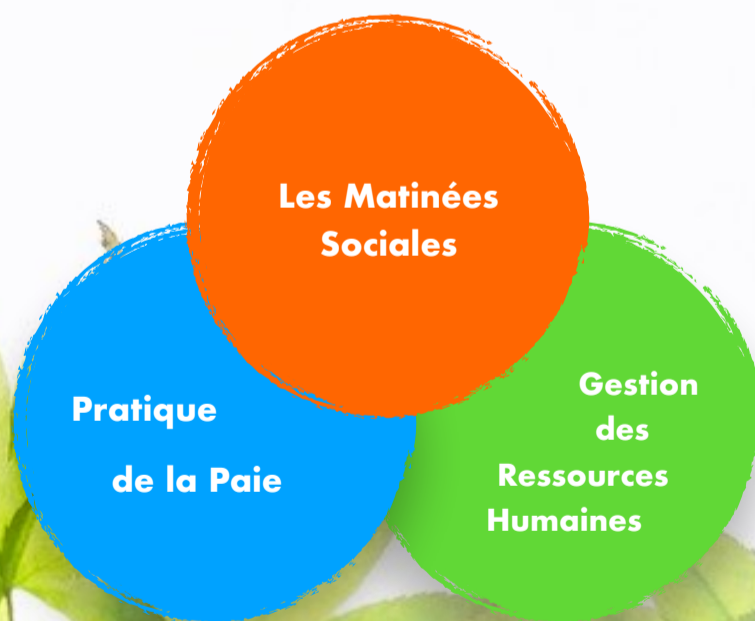 Les Matinées
Sociales
Pratique
de la Paie
Gestion
des
Ressources
Humaines